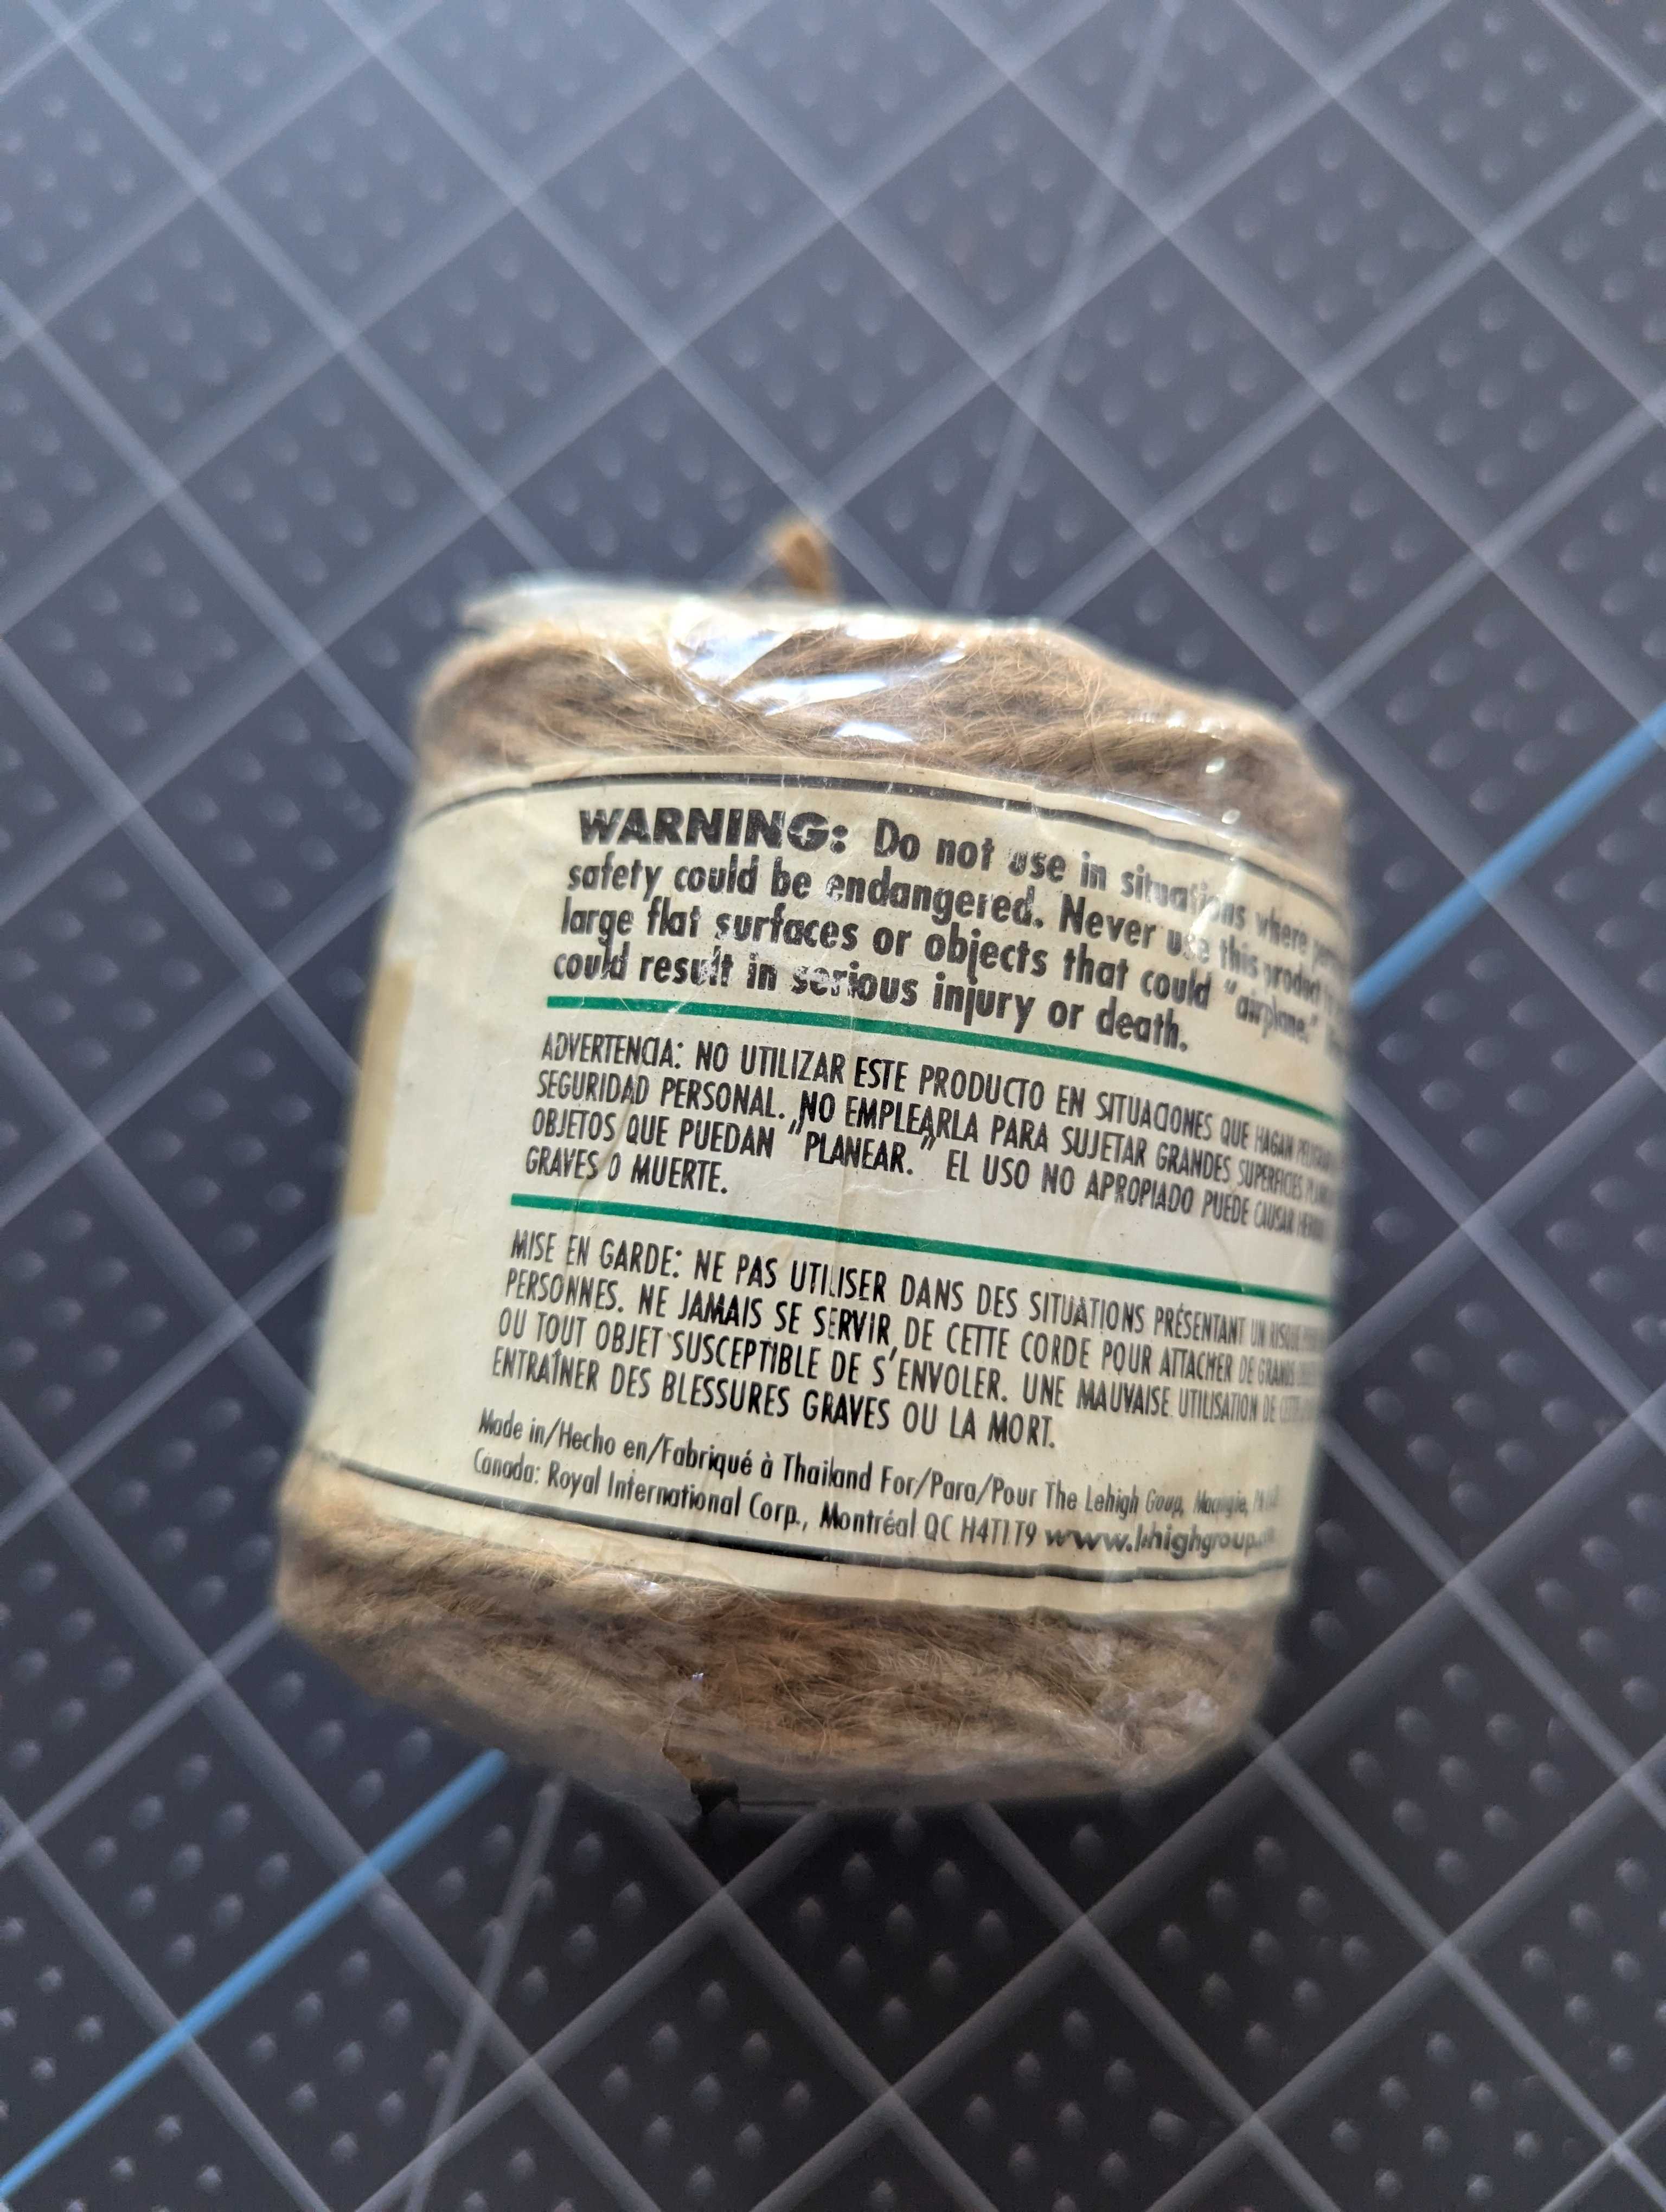 WARNING: Do not use in situations where
safety could be endangered. Never use this product
large flat surfaces or objects that could "airplane."
could result in serious injury or death.
ADVERTENCIA: NO UTILIZAR ESTE PRODUCTO EN SITUACIONES QUE HAGAN
SEGURIDAD PERSONAL. NO EMPLEARLA PARA SUJETAR GRANDES SUPERFICIES
OBJETOS QUE PUEDAN "PLANEAR." EL USO NO APROPIADO PUEDE CAUSAR
GRAVES O MUERTE.
MISE EN GARDE: NE PAS UTILISER DANS DES SITUATIONS PRÉSENTANT UN RISQUE
PERSONNES. NE JAMAIS SE SERVIR DE CETTE CORDE POUR ATTACHER DE GRANDS
OU TOUT OBJET SUSCEPTIBLE DE S'ENVOLER. UNE MAUVAISE UTILISATION DE
ENTRAÎNER DES BLESSURES GRAVES OU LA MORT.
Made in/Hecho en/Fabriqué à Thailand For/Para/Pour The Lehigh Group, Macungie,
Canada: Royal International Corp., Montréal QC H4T1T9 www.lehighgroup.